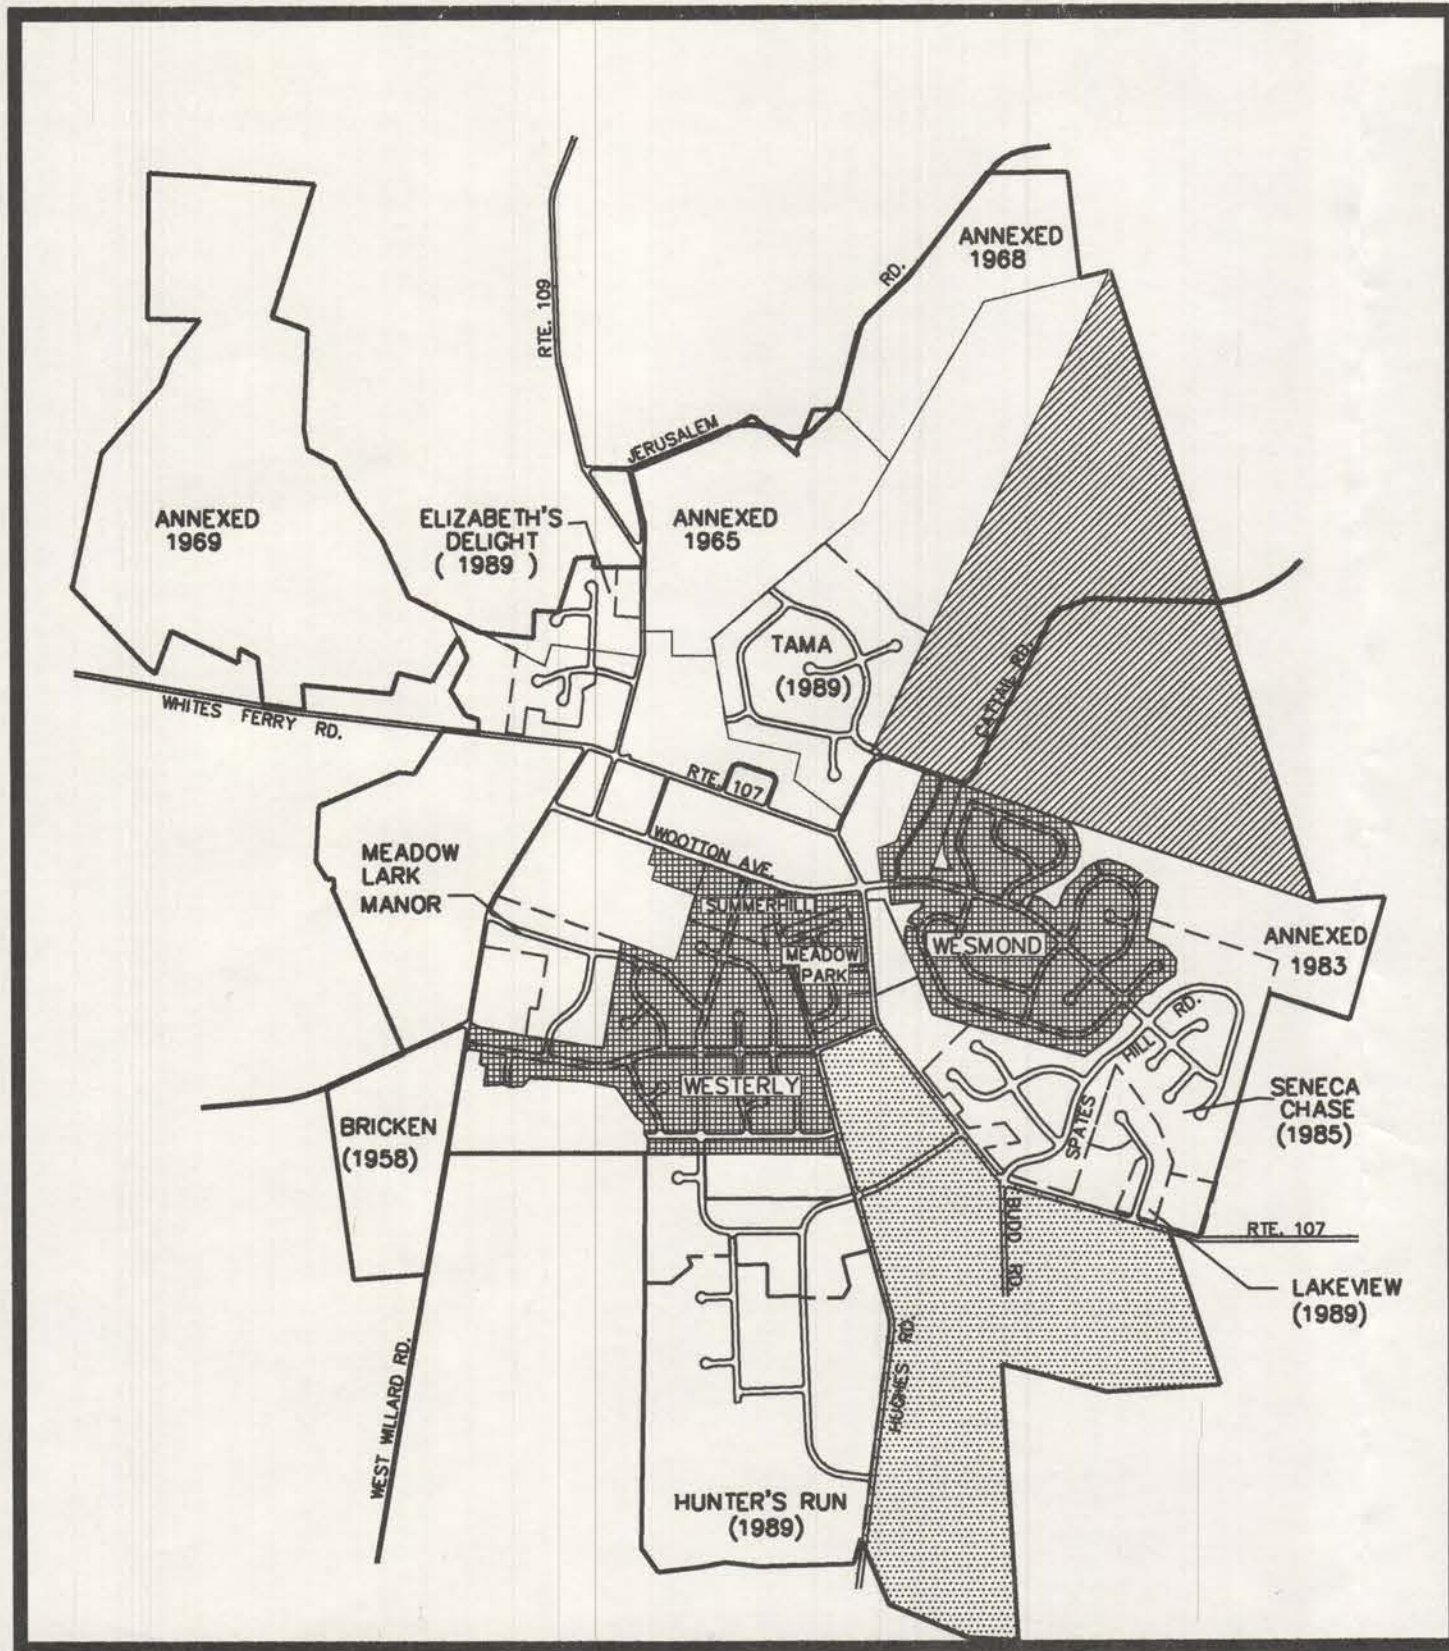 ANNEXED
1968
RD.
RTE. 109
JERUSALEM
ANNEXED
1969
ELIZABETH'S
DELIGHT
( 1989 )
ANNEXED
1965
TAMA
(1989)
CATTAIL RD.
WHITES FERRY RD.
RTE. 107
WOOTTON AVE.
MEADOW
LARK
MANOR
SUMMERHILL
MEADOW
PARK
WESMOND
ANNEXED
1983
SPATES HILL RD.
WESTERLY
SENECA
CHASE
(1985)
BRICKEN
(1958)
BUDD RD.
RTE. 107
LAKEVIEW
(1989)
HUGHES RD.
WEST WILLARD RD.
HUNTER'S RUN
(1989)